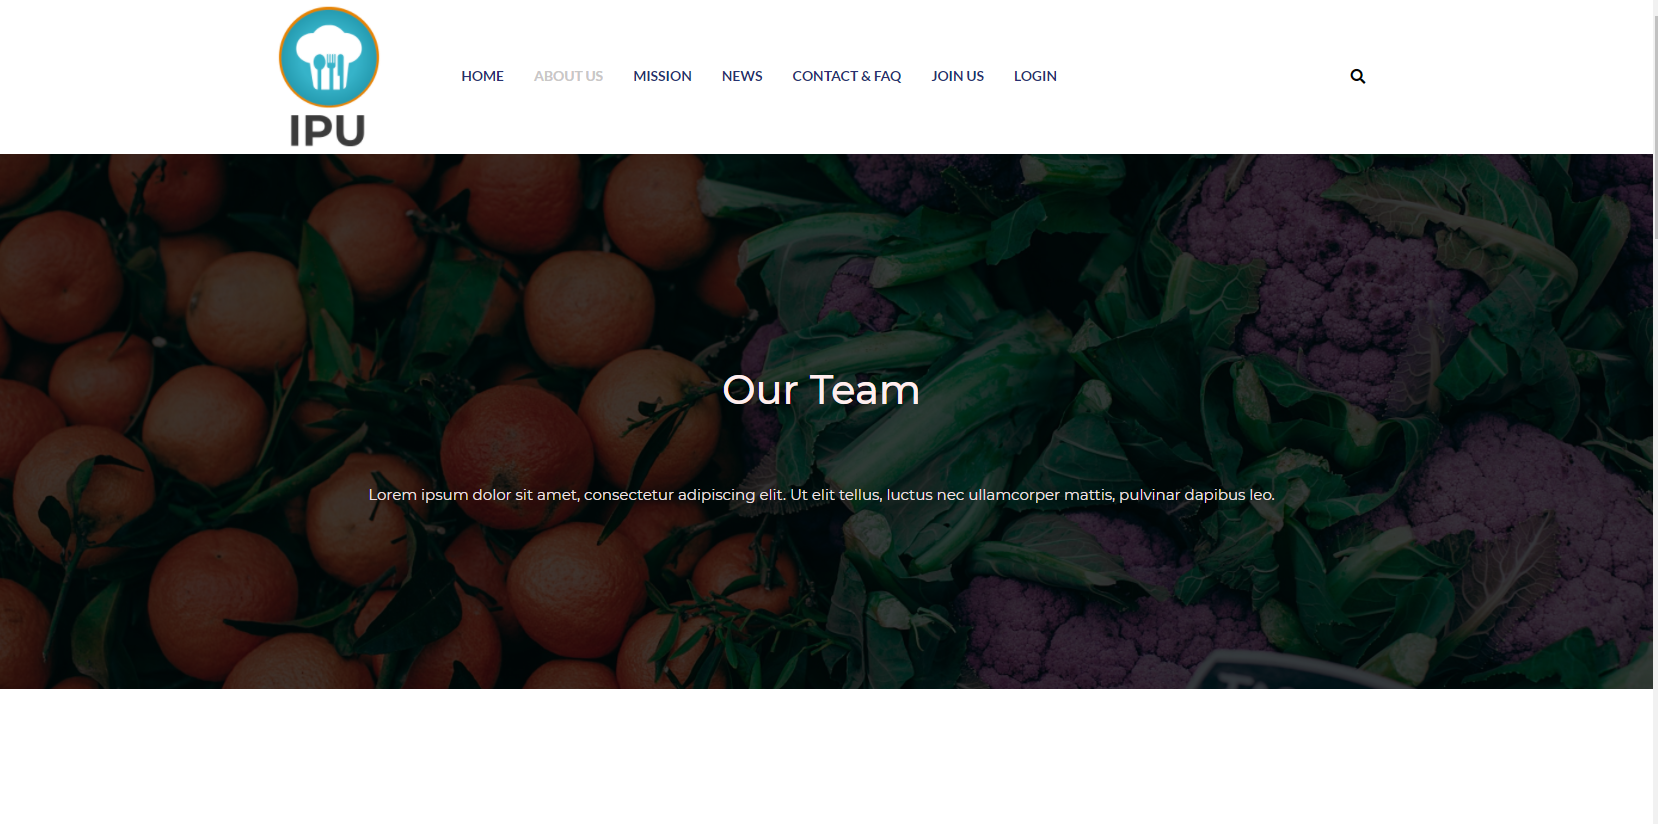 IPU
HOME ABOUT US MISSION NEWS CONTACT & FAQ JOIN US LOGIN
Our Team
Lorem ipsum dolor sit amet, consectetur adipiscing elit. Ut elit tellus, luctus nec ullamcorper mattis, pulvinar dapibus leo.